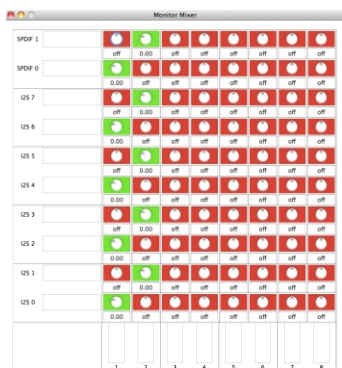 Monitor Mixer
SPDIF 1
off 0.00 off off off off off off
SPDIF 0
0.00 off off off off off off off
I2S 7
off 0.00 off off off off off off
I2S 6
0.00 off off off off off off off
I2S 5
off 0.00 off off off off off off
I2S 4
0.00 off off off off off off off
I2S 3
off 0.00 off off off off off off
I2S 2
0.00 off off off off off off off
I2S 1
off 0.00 off off off off off off
I2S 0
0.00 off off off off off off off
1 2 3 4 5 6 7 8